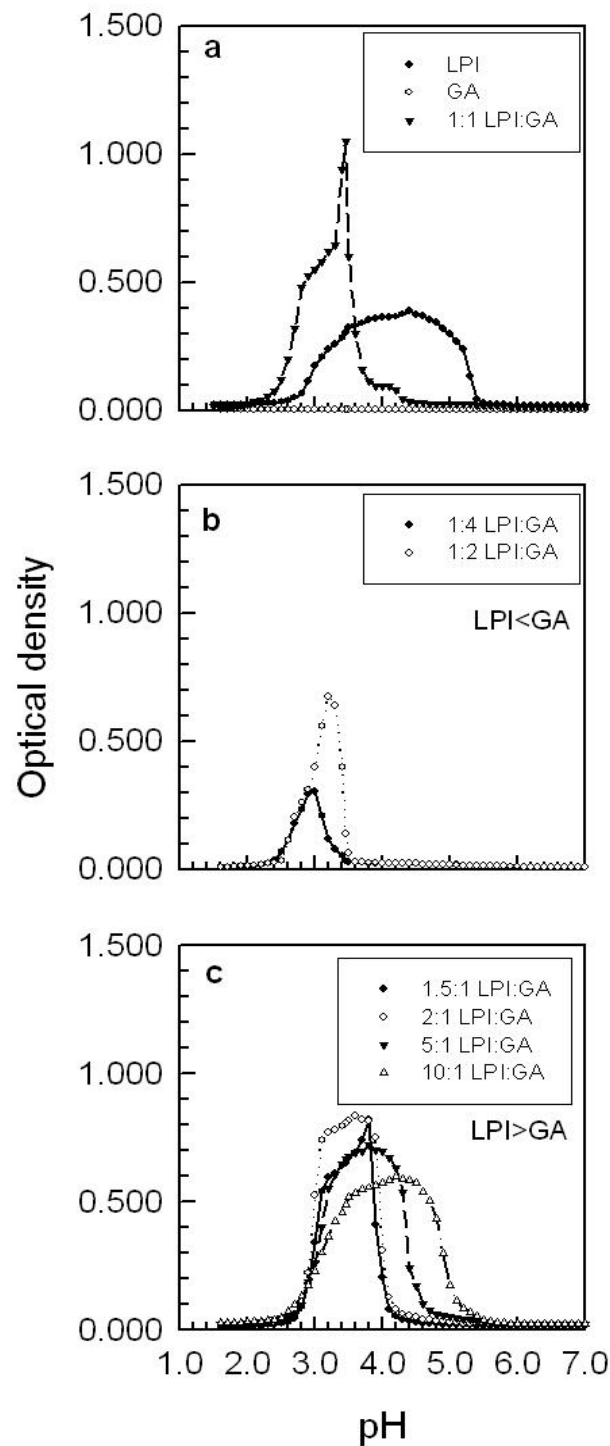 1.500
a
LPI
GA
1:1 LPI:GA
1.000
0.500
0.000
1.500
b
1:4 LPI:GA
1:2 LPI:GA
1.000
LPI<GA
Optical density
0.500
0.000
1.500
c
1.5:1 LPI:GA
2:1 LPI:GA
5:1 LPI:GA
10:1 LPI:GA
1.000
LPI>GA
0.500
0.000
1.0 2.0 3.0 4.0 5.0 6.0 7.0
pH